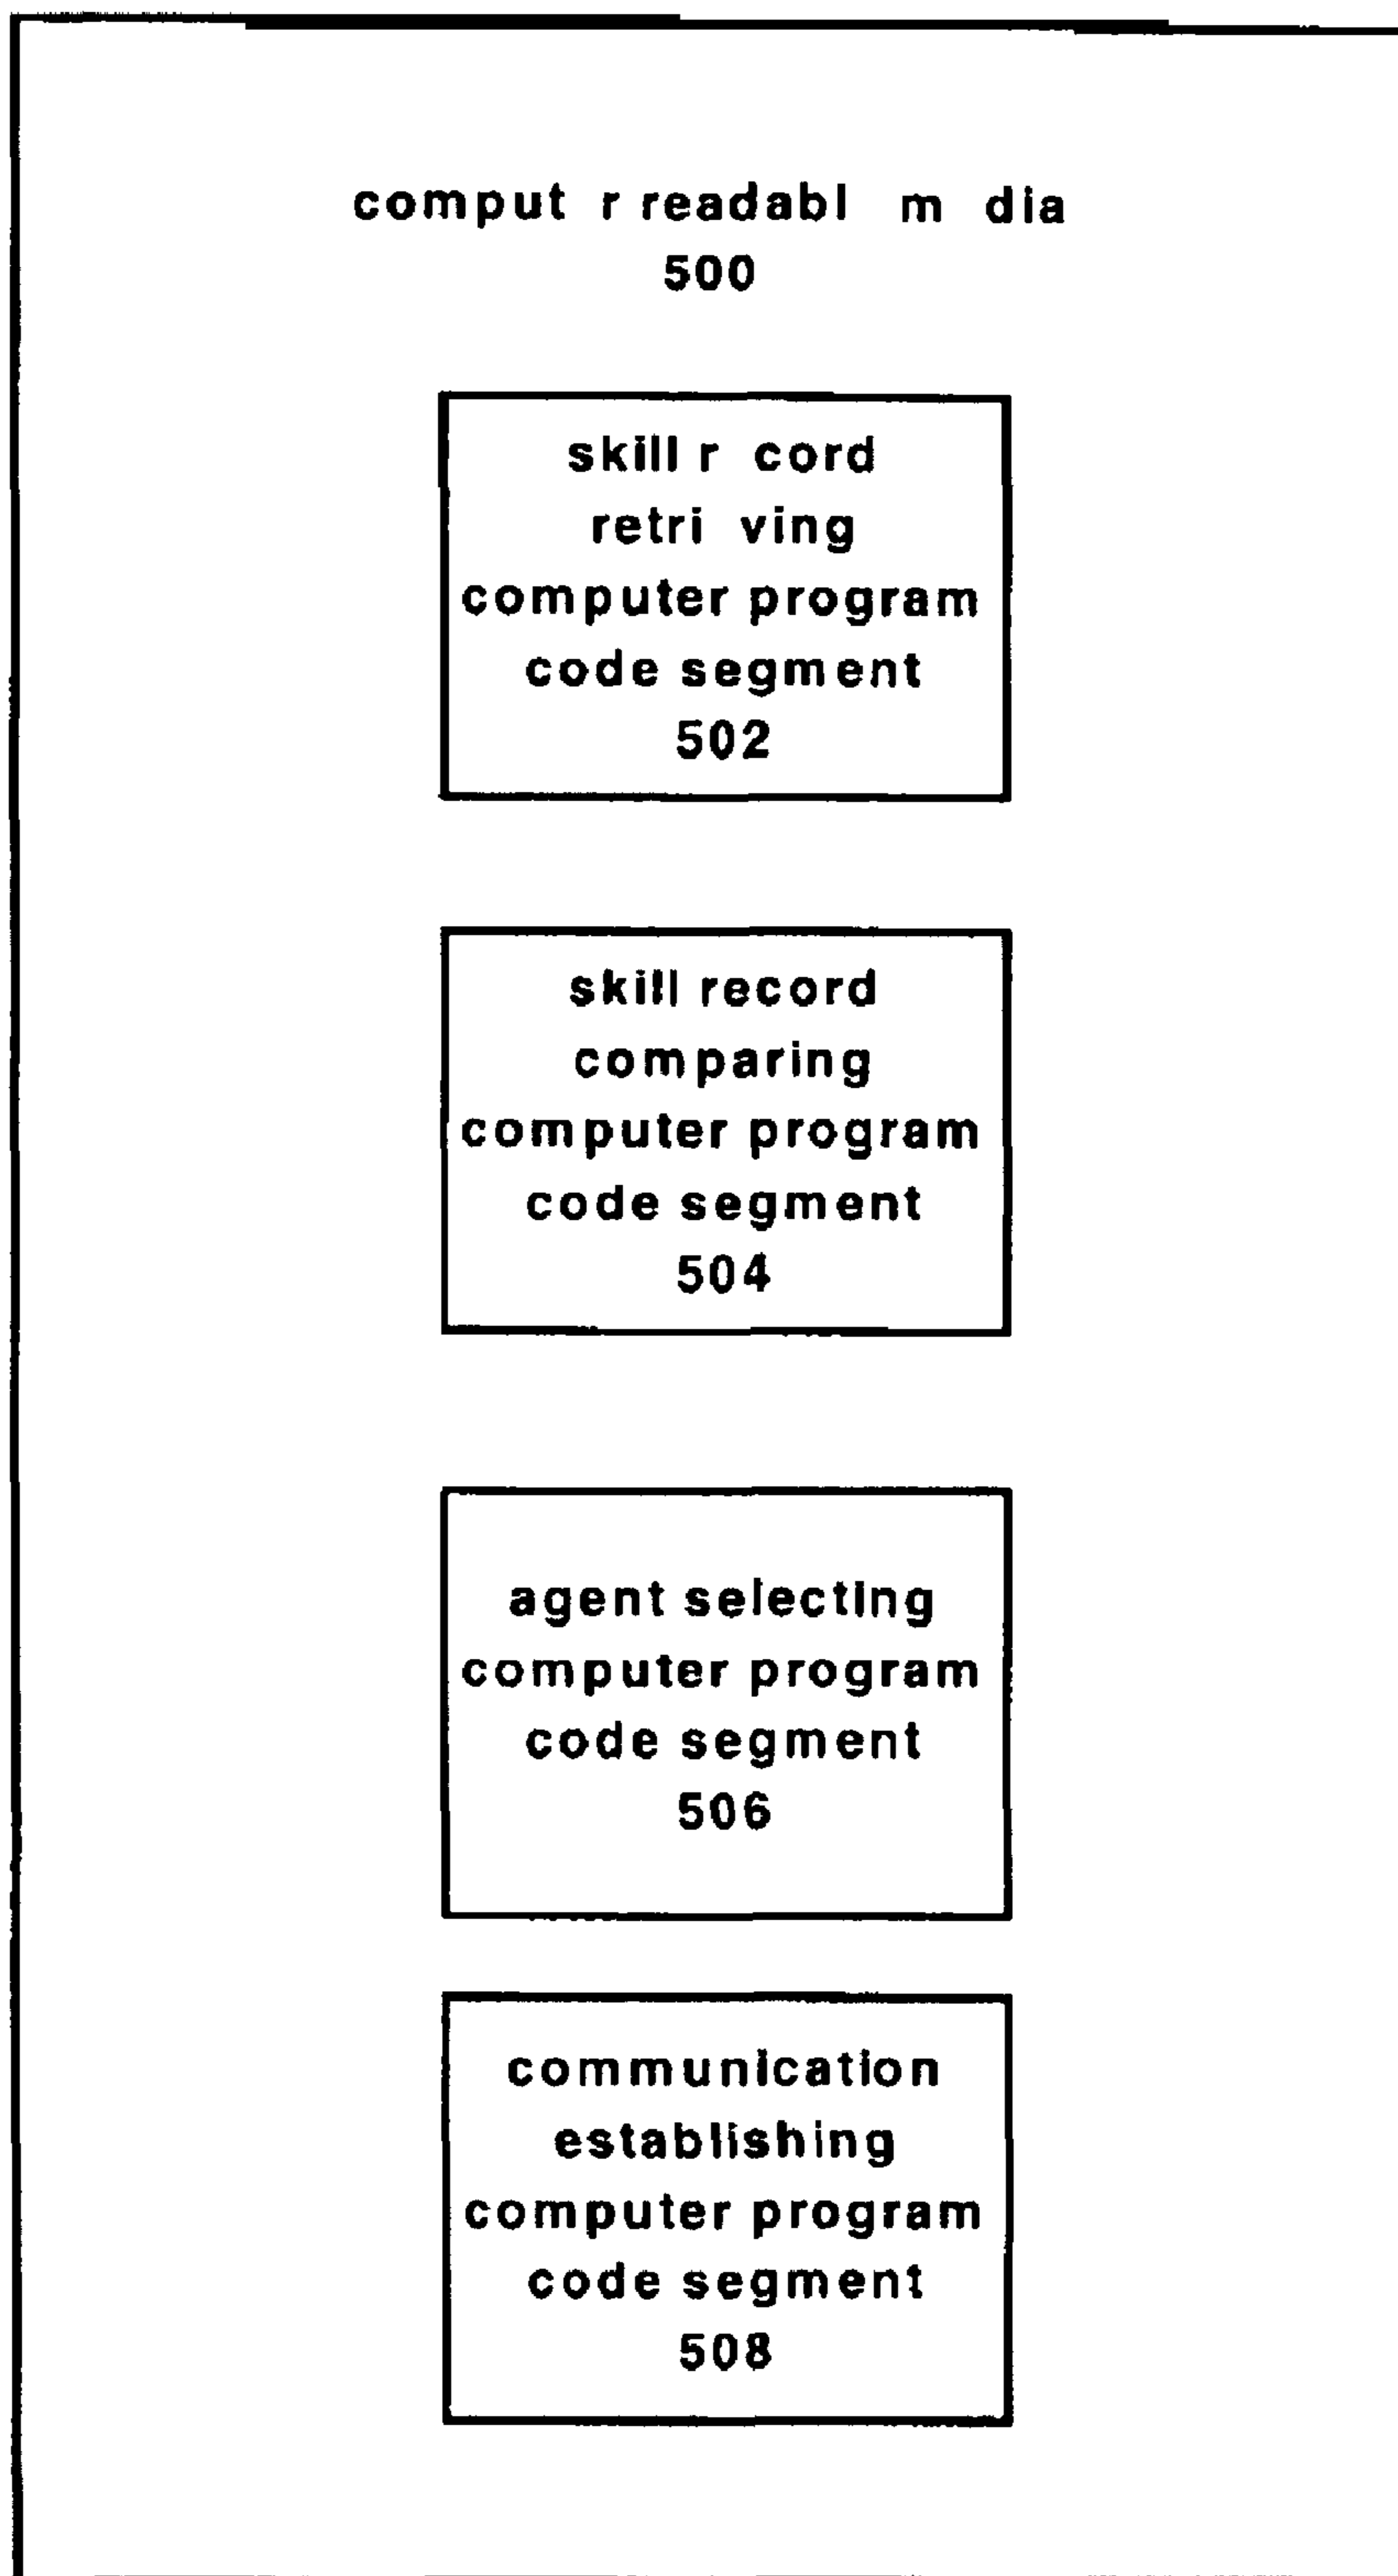 comput r readabl m dia
500
skill r cord
retri ving
computer program
code segment
502
skill record
comparing
computer program
code segment
504
agent selecting
computer program
code segment
506
communication
establishing
computer program
code segment
508